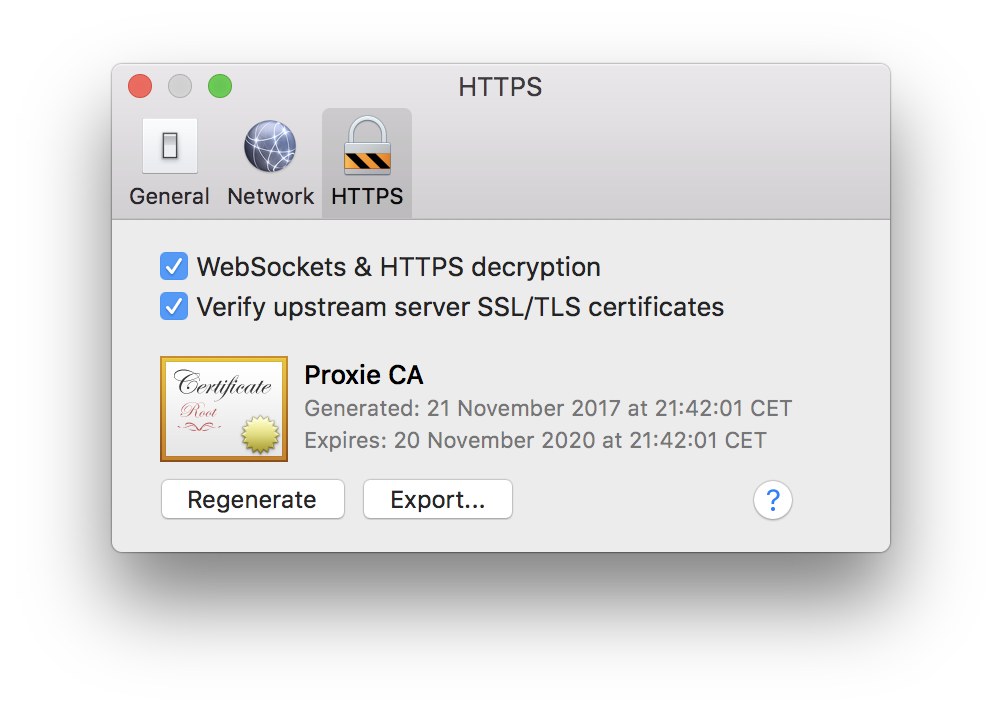 HTTPS
General Network HTTPS
WebSockets & HTTPS decryption
Verify upstream server SSL/TLS certificates
Certificate
Root
Proxie CA
Generated: 21 November 2017 at 21:42:01 CET
Expires: 20 November 2020 at 21:42:01 CET
Regenerate Export... ?